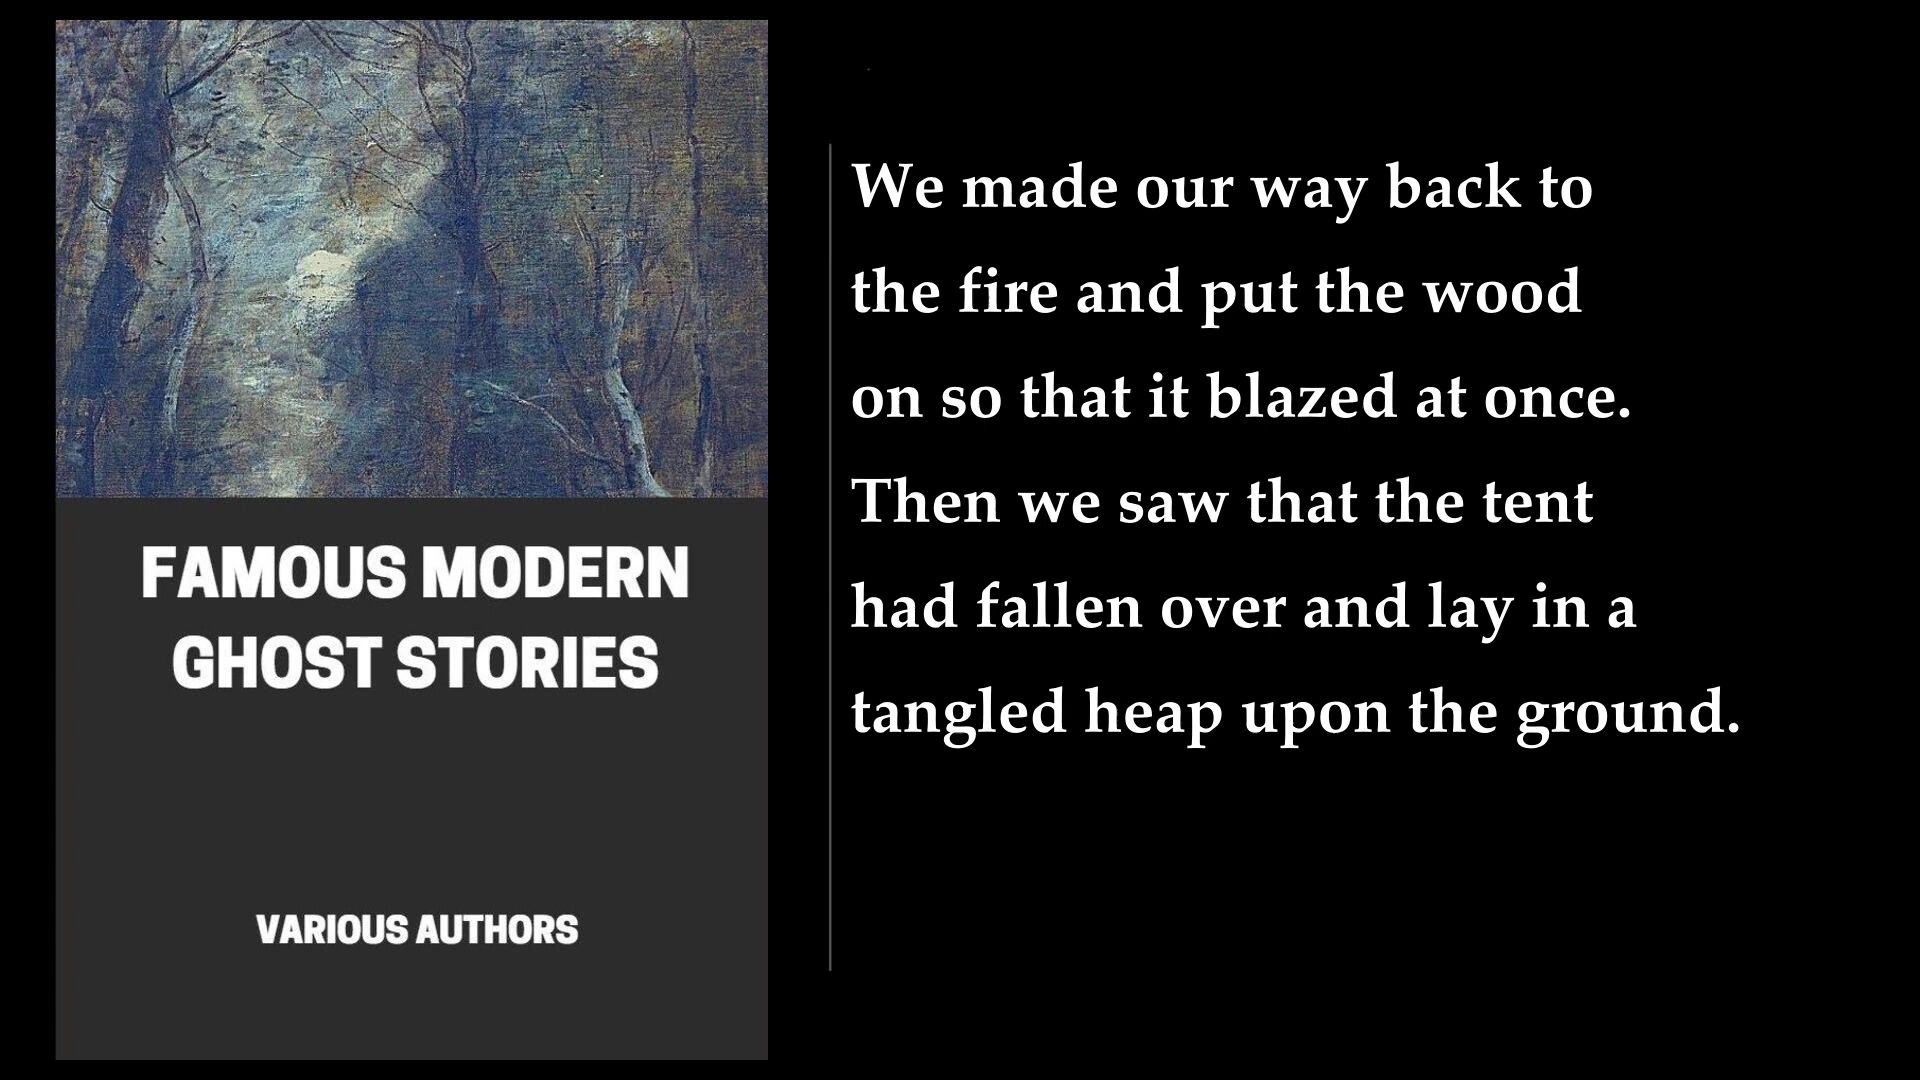 FAMOUS MODERN
GHOST STORIES
VARIOUS AUTHORS
We made our way back to
the fire and put the wood
on so that it blazed at once.
Then we saw that the tent
had fallen over and lay in a
tangled heap upon the ground.